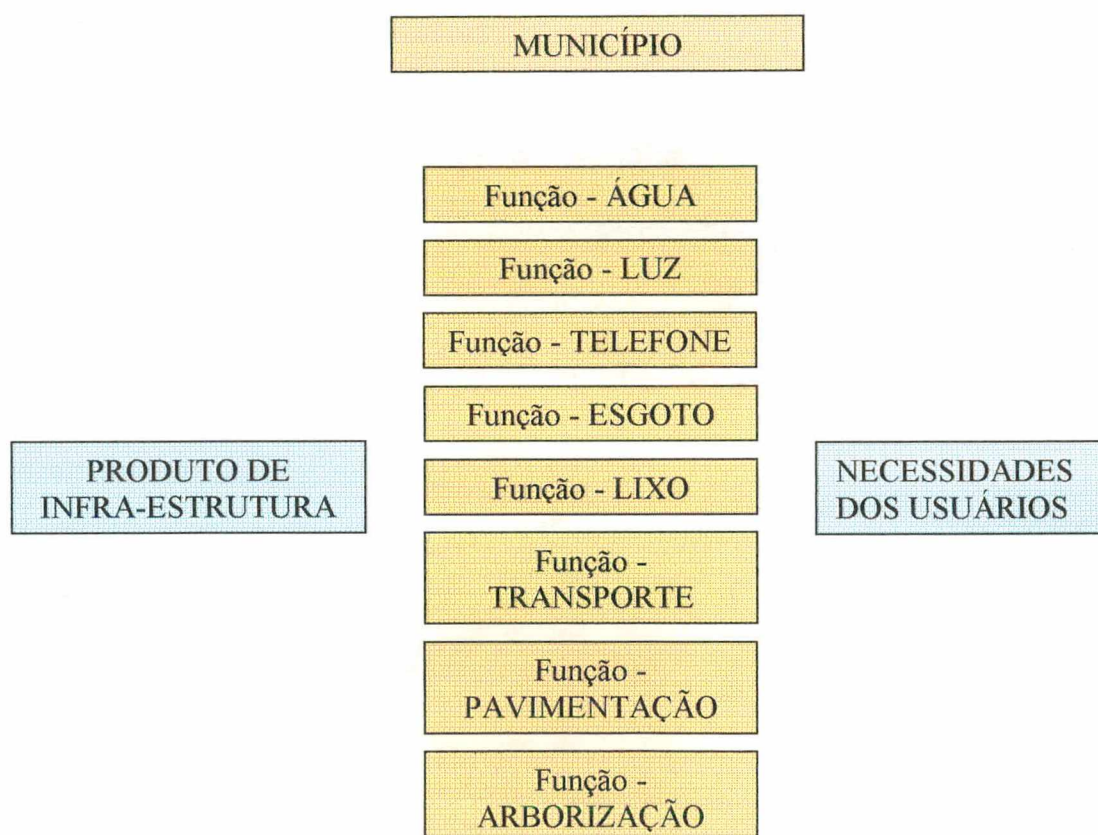 MUNICÍPIO
Função - ÁGUA
Função - LUZ
Função - TELEFONE
Função - ESGOTO
PRODUTO DE
INFRA-ESTRUTURA
Função - LIXO
NECESSIDADES
DOS USUÁRIOS
Função -
TRANSPORTE
Função -
PAVIMENTAÇÃO
Função -
ARBORIZAÇÃO